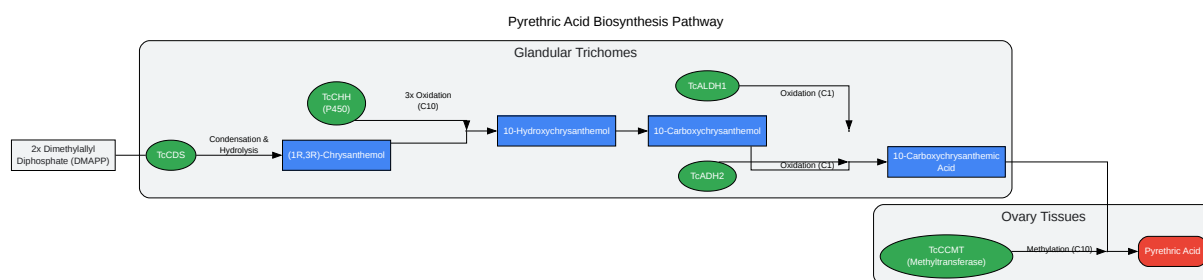 Pyrethric Acid Biosynthesis Pathway
Glandular Trichomes
TcCHH
(P450)
3x Oxidation
(C10)
TcALDH1
Oxidation (C1)
10-Hydroxychrysanthemol
10-Carboxychrysanthemol
2x Dimethylallyl
Diphosphate (DMAPP)
TcCDS
Condensation &
Hydrolysis
(1R,3R)-Chrysanthemol
TcADH2
Oxidation (C1)
10-Carboxychrysanthemic
Acid
Ovary Tissues
TcCCMT
(Methyltransferase)
Methylation (C10)
Pyrethric Acid